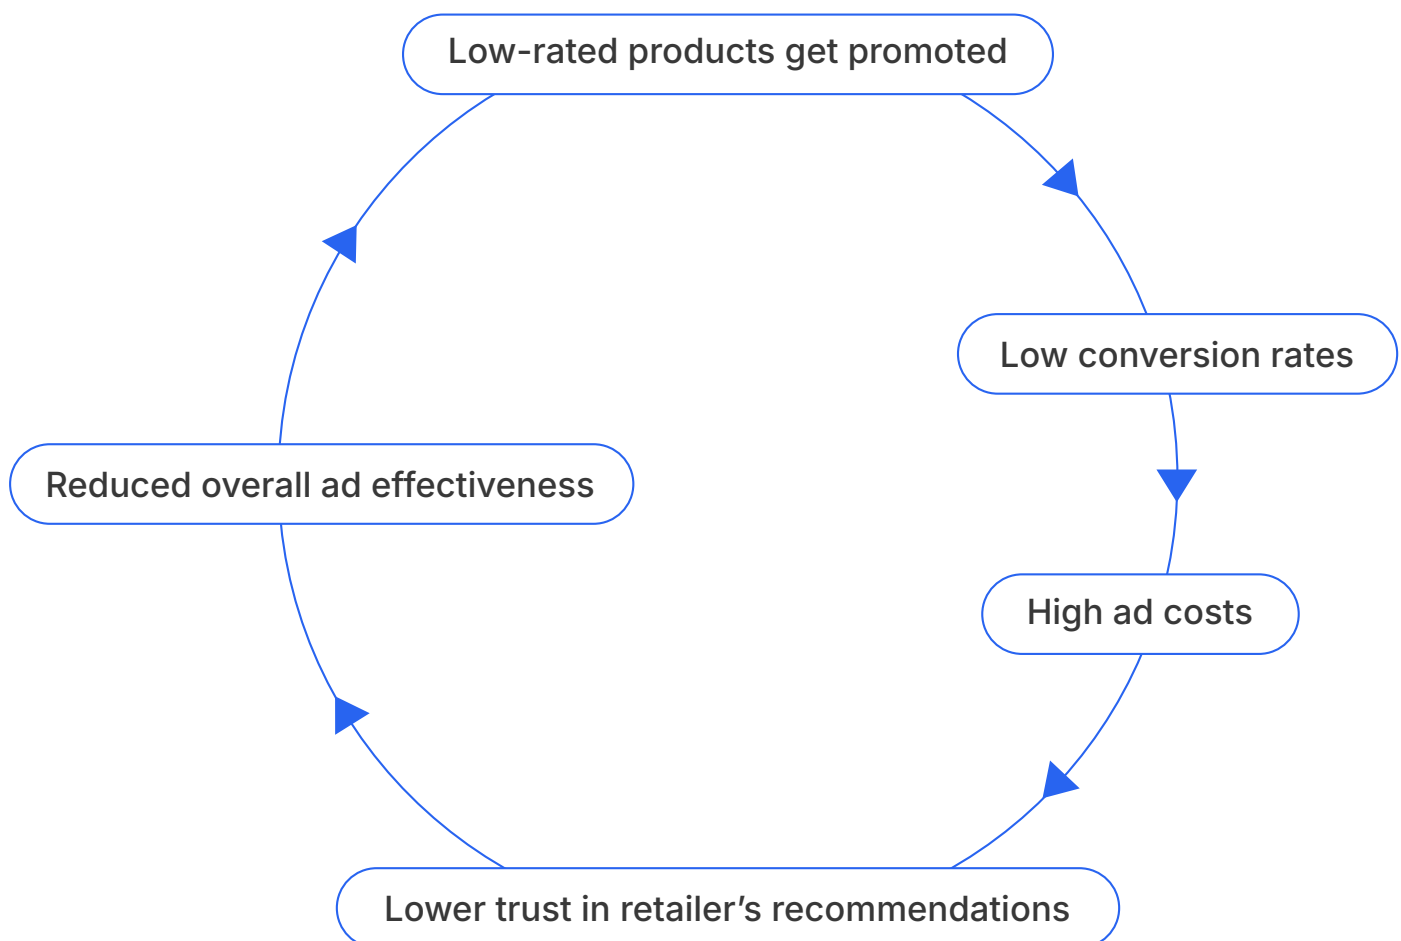 Low-rated products get promoted
Low conversion rates
High ad costs
Lower trust in retailer’s recommendations
Reduced overall ad effectiveness